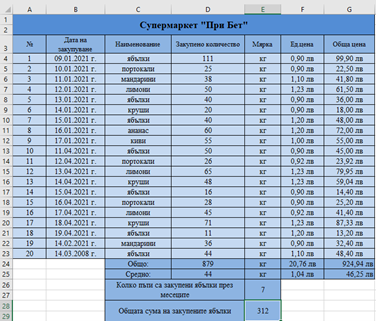 A B C D E F G
1 Супермаркет "При Бет"
2
3 № Дата на закупуване Наименование Закупено количество Мярка Ед.цена Обща цена
4 1 09.01.2021 г. ябълки 111 кг 0,90 лв 99,90 лв
5 2 10.01.2021 г. портокали 25 кг 0,90 лв 22,50 лв
6 3 11.01.2021 г. мандарини 38 кг 1,10 лв 41,80 лв
7 4 12.01.2021 г. лимони 50 кг 1,23 лв 61,50 лв
8 5 13.01.2021 г. ябълки 40 кг 0,90 лв 36,00 лв
9 6 14.01.2021 г. круши 20 кг 0,90 лв 18,00 лв
10 7 15.01.2021 г. ябълки 40 кг 1,20 лв 48,00 лв
11 8 16.01.2021 г. ананас 60 кг 1,20 лв 72,00 лв
12 9 17.01.2021 г. киви 55 кг 1,00 лв 55,00 лв
13 10 11.04.2021 г. ябълки 50 кг 0,90 лв 45,00 лв
14 11 12.04.2021 г. портокали 26 кг 0,92 лв 23,92 лв
15 12 13.04.2021 г. лимони 65 кг 1,23 лв 79,95 лв
16 13 14.04.2021 г. круши 48 кг 1,23 лв 59,04 лв
17 14 15.04.2021 г. ябълки 16 кг 0,90 лв 14,40 лв
18 15 16.04.2021 г. портокали 28 кг 0,90 лв 25,20 лв
19 16 17.04.2021 г. лимони 45 кг 0,92 лв 41,40 лв
20 17 18.04.2021 г. круши 71 кг 1,23 лв 87,33 лв
21 18 19.04.2021 г. ябълки 11 кг 1,20 лв 13,20 лв
22 19 14.02.2021 г. мандарини 36 кг 0,90 лв 32,40 лв
23 20 14.03.2008 г. ябълки 44 кг 1,10 лв 48,40 лв
24 Общо: 879 кг 20,76 лв 924,94 лв
25 Средно: 44 кг 1,04 лв 46,25 лв
26 Колко пъти са закупени ябълки през
27 месеците 7
28 Общата сума на закупените ябълки 312
29